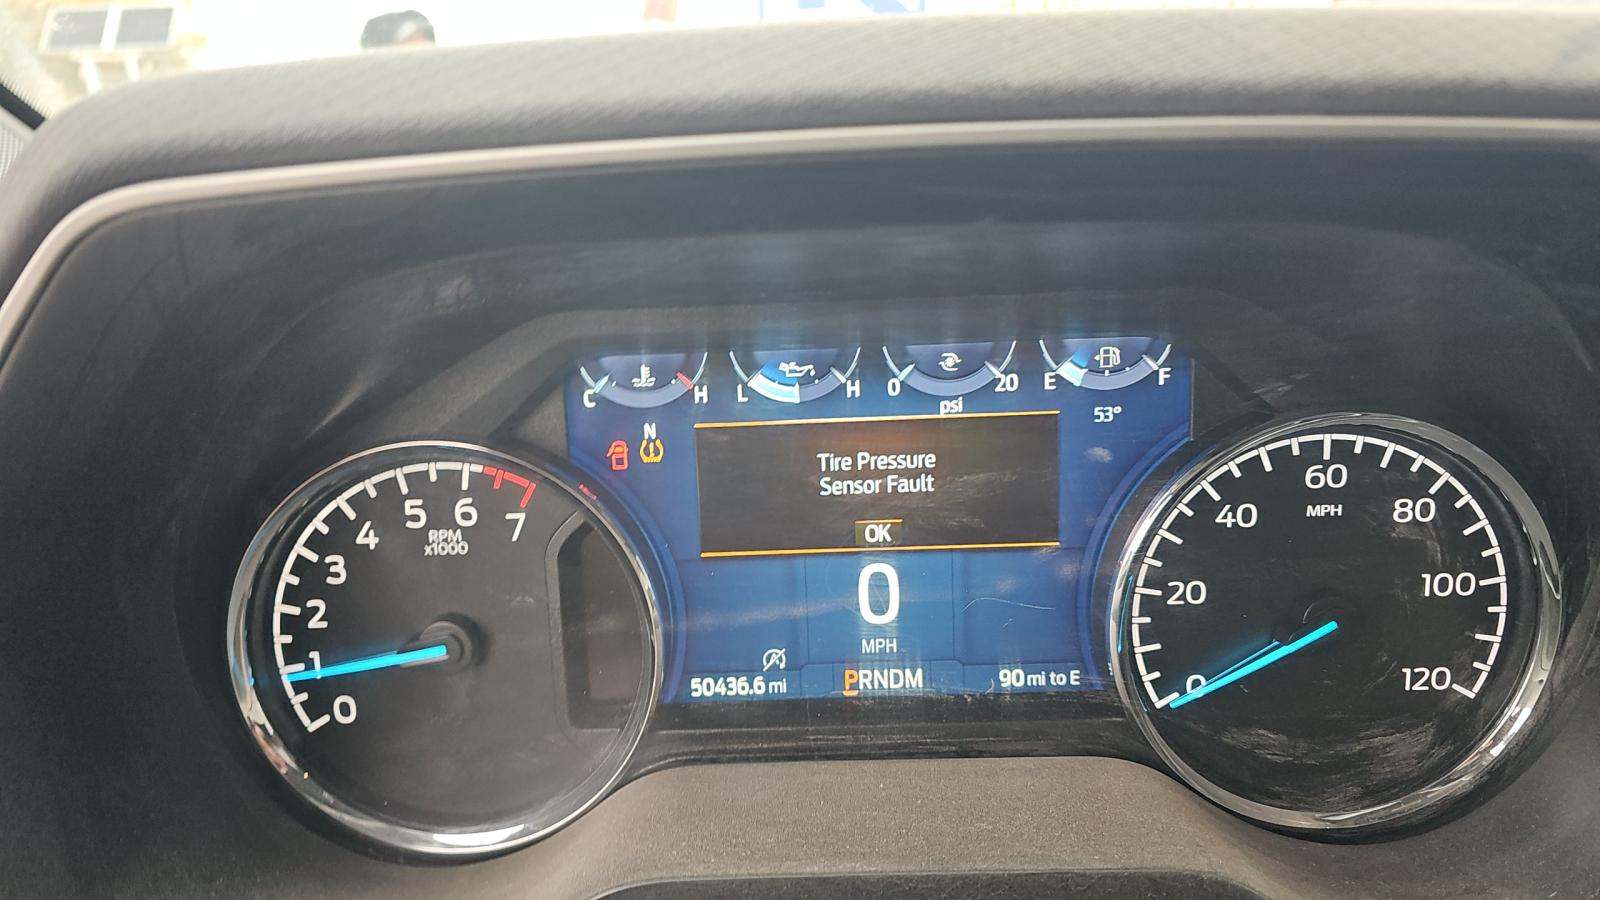 C H
L H
0 20
psi
E F
53°
N
Tire Pressure
Sensor Fault
OK
0
MPH
50436.6 mi
PRNDM
90 mi to E
0
1
2
3
4
5
6
7
RPM
x1000
0
20
40
60
80
100
120
MPH